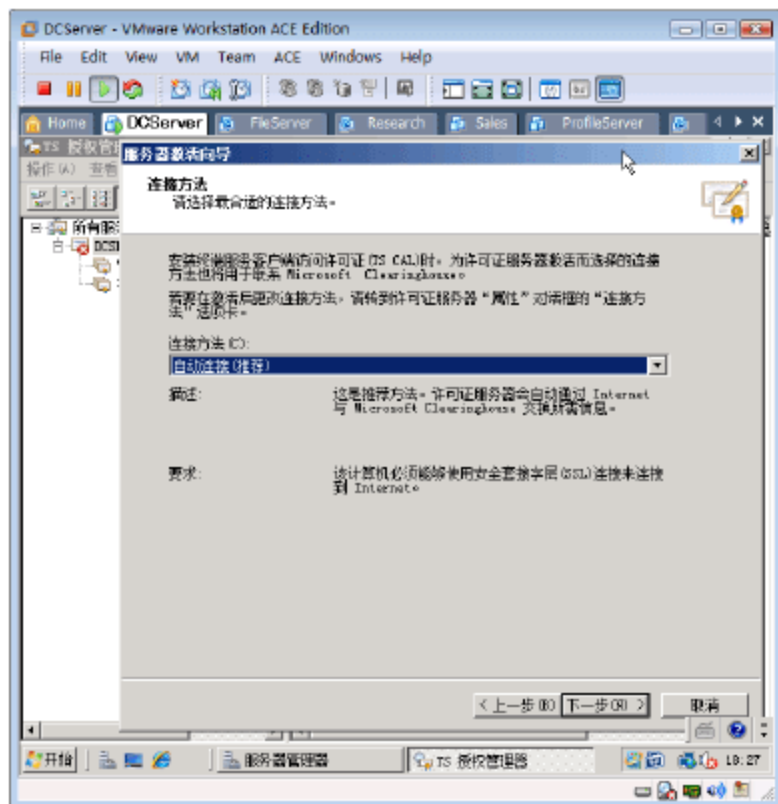 DCServer - VMware Workstation ACE Edition
File Edit View VM Team ACE Windows Help
Home DCServer FileServer Research Sales ProfileServer
TS 授权管
服务器激活向导
操作(A) 查看
连接方法
请选择最合适的连接方法。
所有服
安装终端服务客户端访问许可证(TS CAL)时，为许可证服务器激活而选择的连接
方法也将用于联系 Microsoft Clearinghouse。
若要在激活后更改连接方法，请转到许可证服务器“属性”对话框的“连接方
法”选项卡。
连接方法(C):
自动连接(推荐)
描述: 这是推荐方法。许可证服务器会自动通过 Internet
与 Microsoft Clearinghouse 交换所需信息。
要求: 该计算机必须能够使用安全套接字层(SSL)连接来连接
到 Internet。
< 上一步(B) 下一步(N) > 取消
开始 服务器管理器 TS 授权管理器 18:27